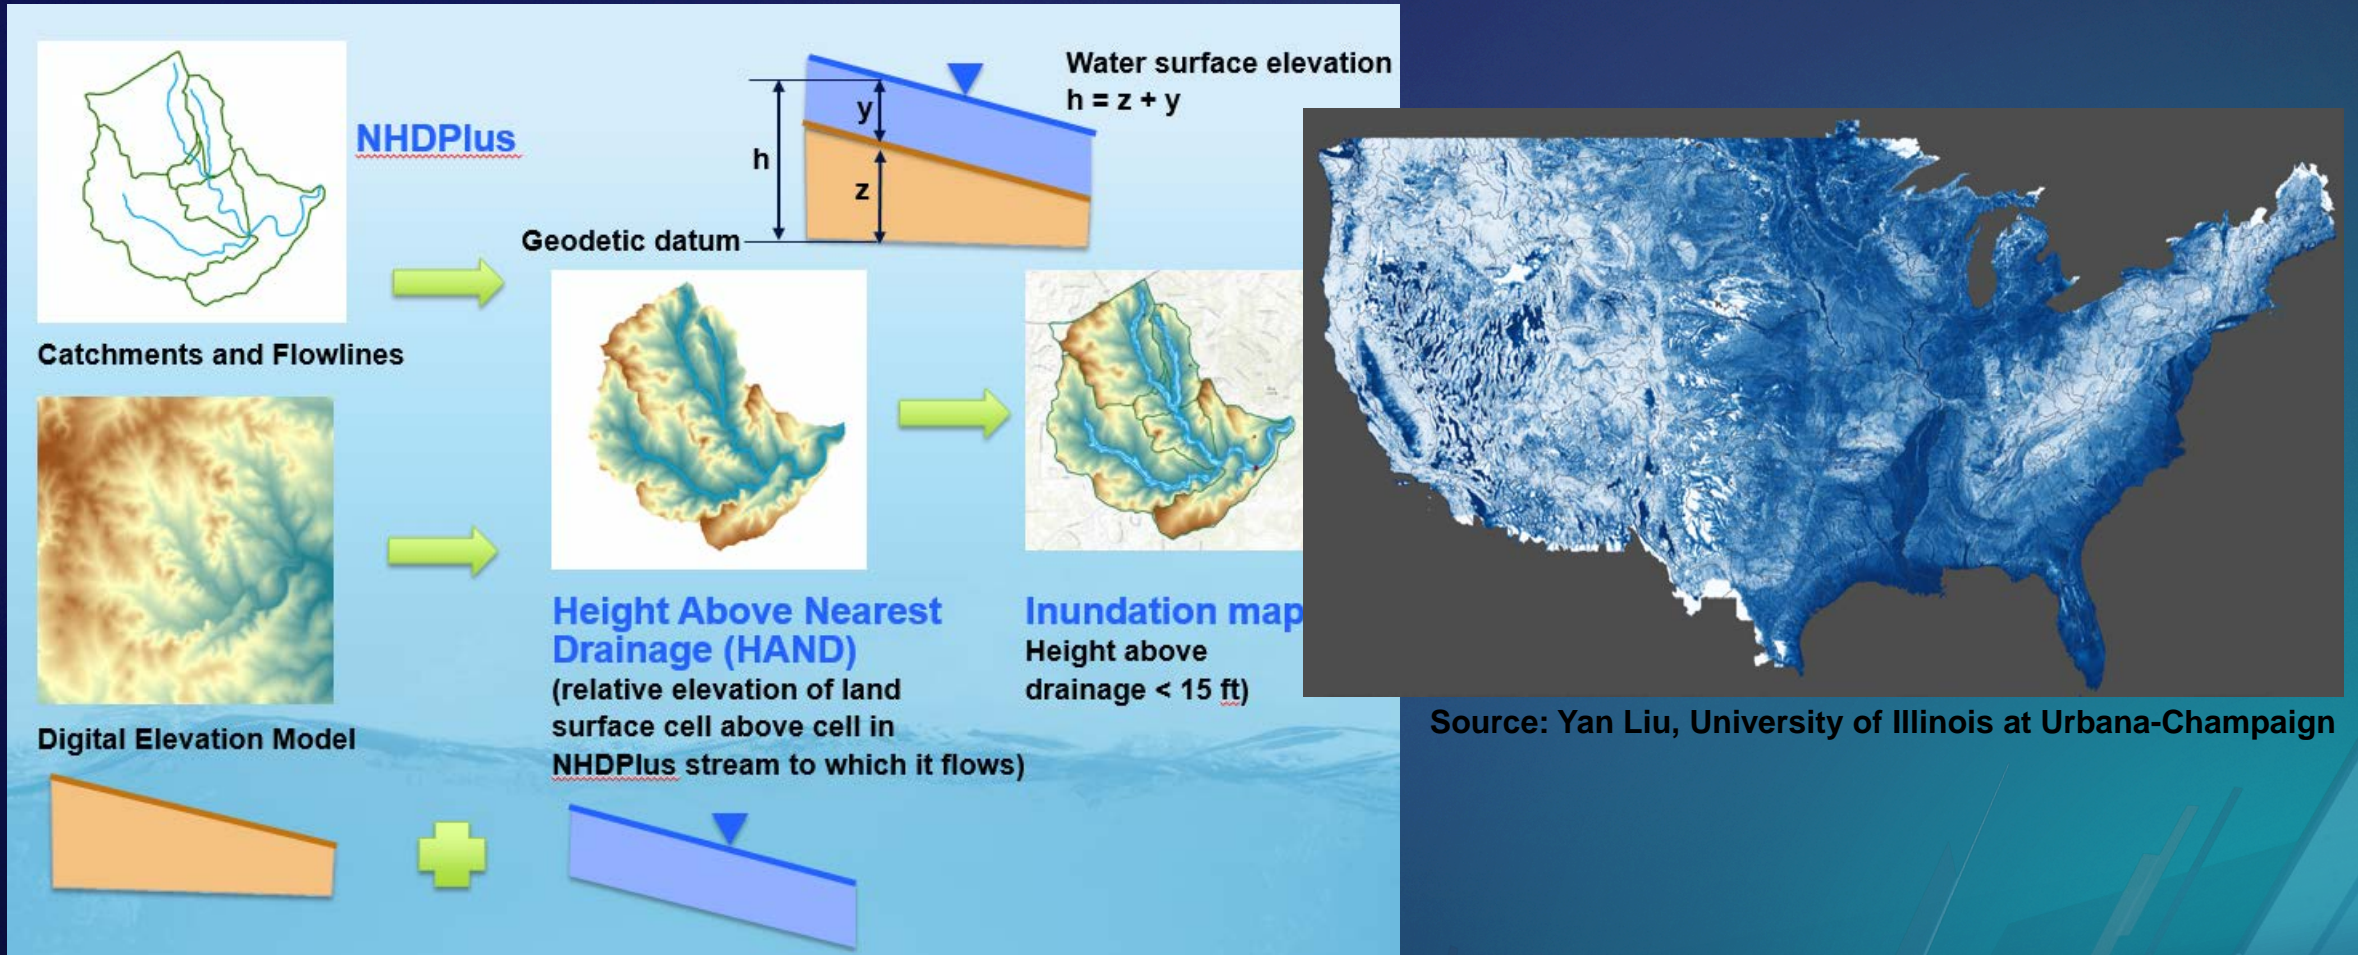 NHDPlus
Catchments and Flowlines
Digital Elevation Model
Water surface elevation
h = z + y
y
h
z
Geodetic datum
Height Above Nearest
Drainage (HAND)
(relative elevation of land
surface cell above cell in
NHDPlus stream to which it flows)
Inundation map
Height above
drainage < 15 ft)
Source: Yan Liu, University of Illinois at Urbana-Champaign